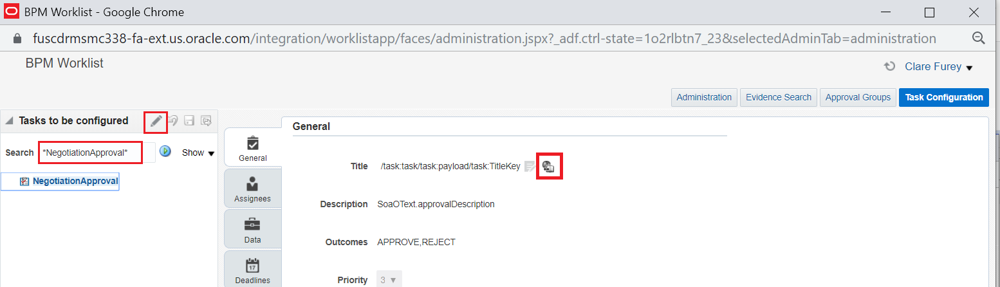 BPM Worklist - Google Chrome
fuscdrmsmc338-fa-ext.us.oracle.com/integration/worklistapp/faces/administration.jspx?_adf.ctrl-state=1o2rlbtn7_23&selectedAdminTab=administration
BPM Worklist
Clare Furey
Administration Evidence Search Approval Groups Task Configuration
Tasks to be configured
Search *NegotiationApproval* Show
NegotiationApproval
General
Assignees
Data
17
Deadlines
General
Title /task:task/task:payload/task:TitleKey
Description SoaOText.approvalDescription
Outcomes APPROVE,REJECT
Priority 3